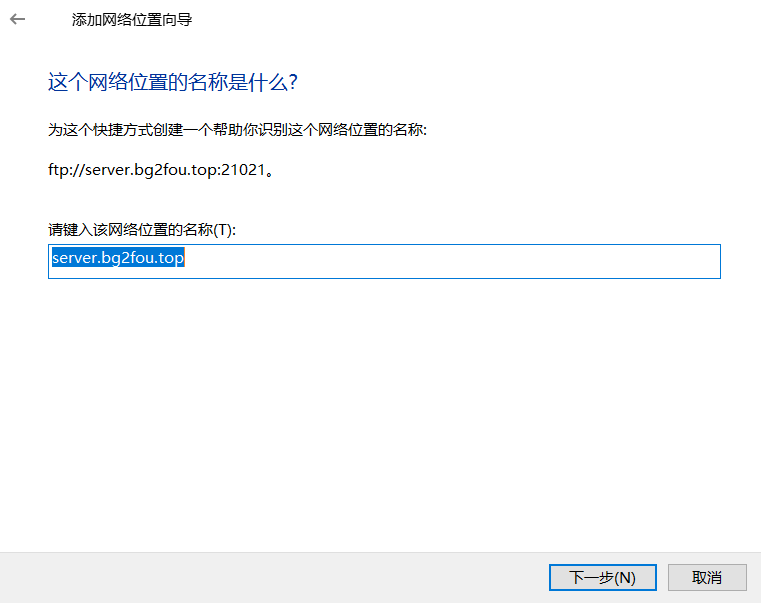 添加网络位置向导
这个网络位置的名称是什么?
为这个快捷方式创建一个帮助你识别这个网络位置的名称:
ftp://server.bg2fou.top:21021。
请键入该网络位置的名称(T):
server.bg2fou.top
下一步(N)
取消